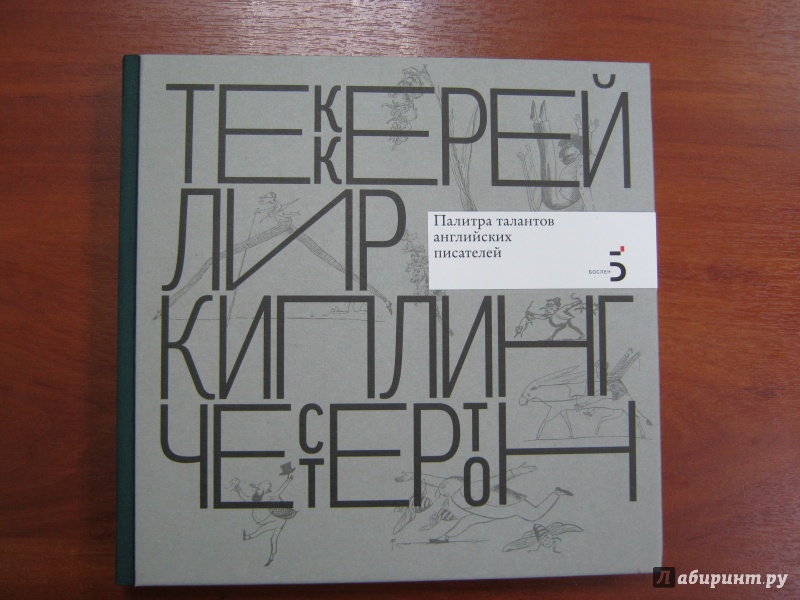 ТЕККЕРЕЙ
ЛИР
Палитра талантов
английских
писателей
БОСЛЕН
КИПЛИНГ
ЧЕСТЕРТОН
Лабиринт.ру